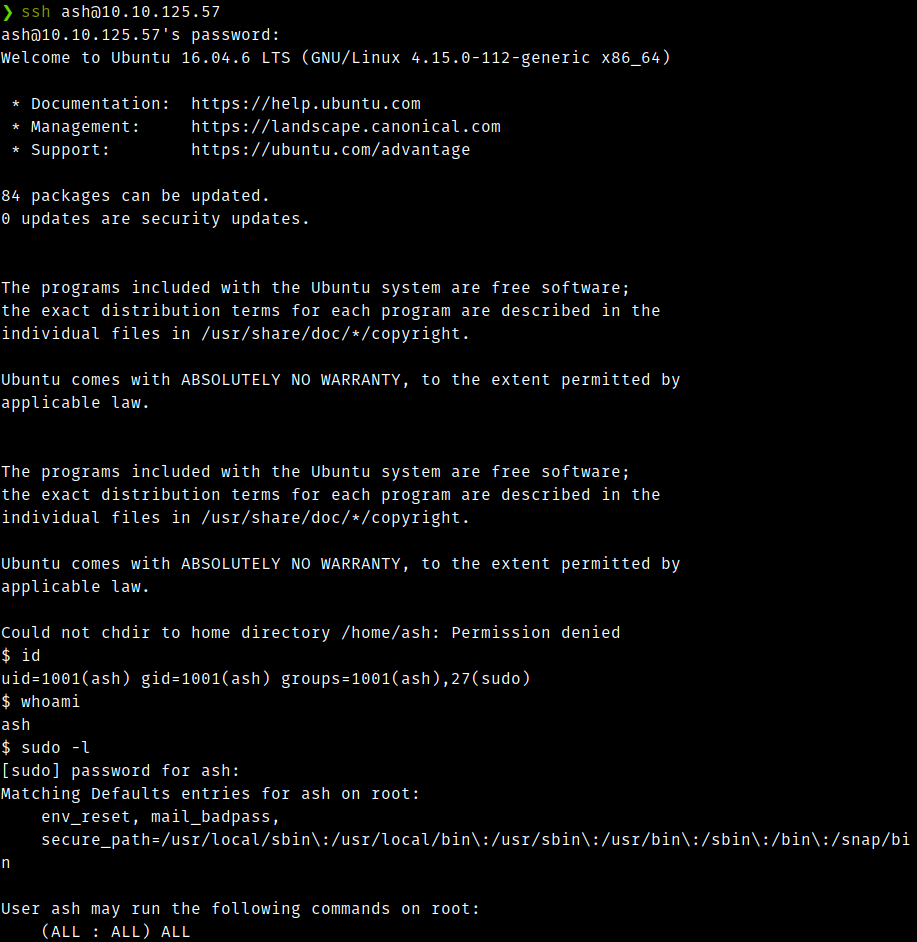 ❯ ssh ash@10.10.125.57
ash@10.10.125.57's password:
Welcome to Ubuntu 16.04.6 LTS (GNU/Linux 4.15.0-112-generic x86_64)
* Documentation:  https://help.ubuntu.com
* Management:     https://landscape.canonical.com
* Support:        https://ubuntu.com/advantage
84 packages can be updated.
0 updates are security updates.
The programs included with the Ubuntu system are free software;
the exact distribution terms for each program are described in the
individual files in /usr/share/doc/*/copyright.
Ubuntu comes with ABSOLUTELY NO WARRANTY, to the extent permitted by
applicable law.
The programs included with the Ubuntu system are free software;
the exact distribution terms for each program are described in the
individual files in /usr/share/doc/*/copyright.
Ubuntu comes with ABSOLUTELY NO WARRANTY, to the extent permitted by
applicable law.
Could not chdir to home directory /home/ash: Permission denied
$ id
uid=1001(ash) gid=1001(ash) groups=1001(ash),27(sudo)
$ whoami
ash
$ sudo -l
[sudo] password for ash:
Matching Defaults entries for ash on root:
    env_reset, mail_badpass,
    secure_path=/usr/local/sbin\:/usr/local/bin\:/usr/sbin\:/usr/bin\:/sbin\:/bin\:/snap/bi
n
User ash may run the following commands on root:
    (ALL : ALL) ALL